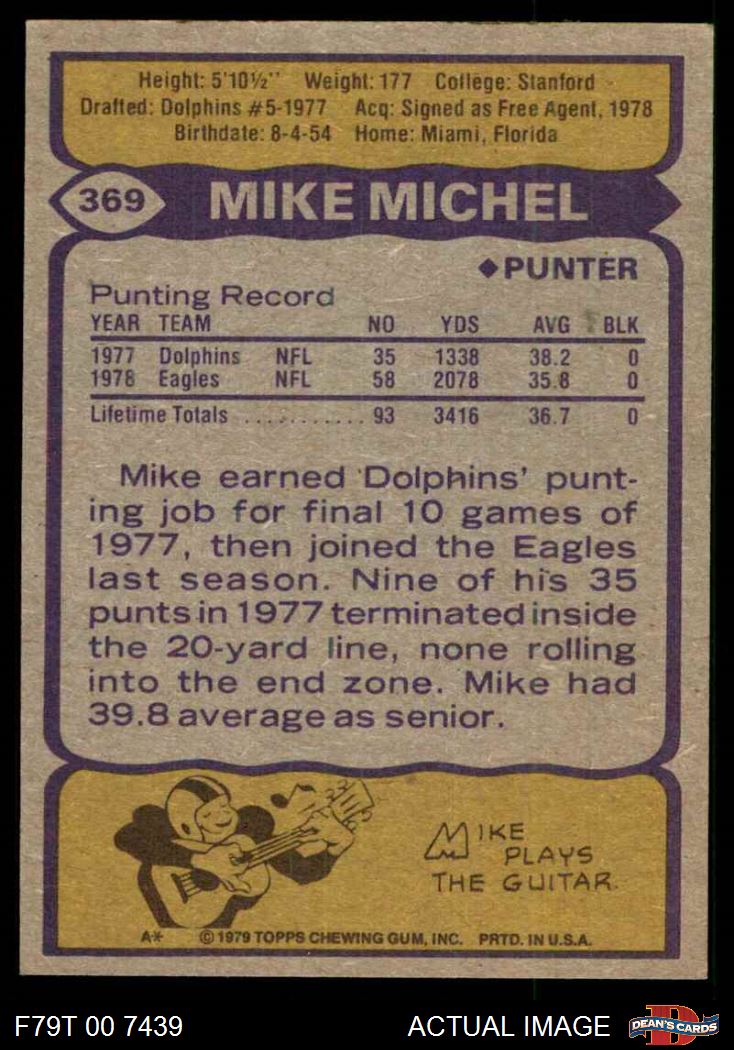 Height: 5'10½" Weight: 177 College: Stanford
Drafted: Dolphins #5-1977 Acq: Signed as Free Agent, 1978
Birthdate: 8-4-54 Home: Miami, Florida
369 MIKE MICHEL
◆PUNTER
Punting Record
YEAR TEAM NO YDS AVG BLK
1977 Dolphins NFL 35 1338 38.2 0
1978 Eagles NFL 58 2078 35.8 0
Lifetime Totals ............ 93 3416 36.7 0
Mike earned Dolphins' punt-
ing job for final 10 games of
1977, then joined the Eagles
last season. Nine of his 35
punts in 1977 terminated inside
the 20-yard line, none rolling
into the end zone. Mike had
39.8 average as senior.
MIKE
PLAYS
THE GUITAR.
A* © 1979 TOPPS CHEWING GUM, INC. PRTD. IN U.S.A.
F79T 00 7439 ACTUAL IMAGE D DEAN'S CARDS